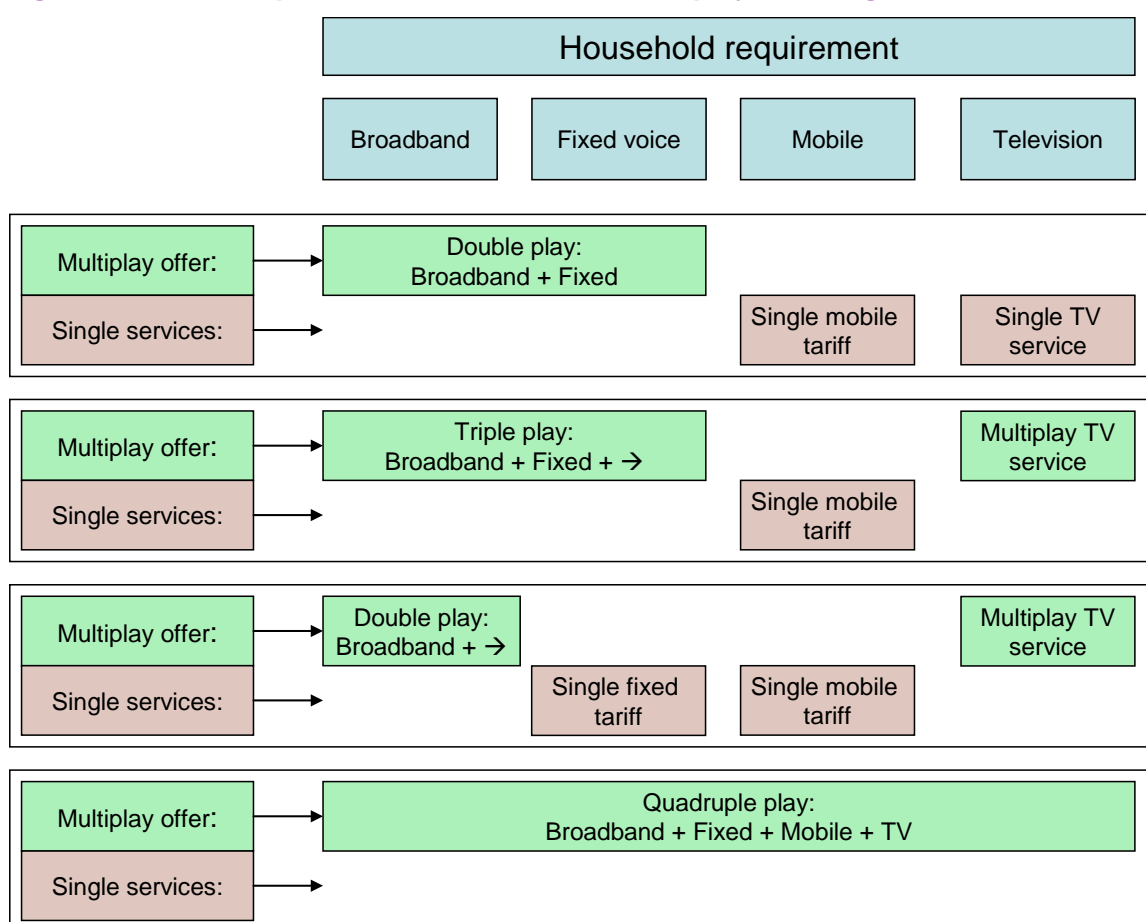 Household requirement
Broadband
Fixed voice
Mobile
Television
Multiplay offer:
Double play:
Broadband + Fixed
Single services:
Single mobile
tariff
Single TV
service
Multiplay offer:
Triple play:
Broadband + Fixed + →
Multiplay TV
service
Single services:
Single mobile
tariff
Multiplay offer:
Double play:
Broadband + →
Multiplay TV
service
Single services:
Single fixed
tariff
Single mobile
tariff
Multiplay offer:
Quadruple play:
Broadband + Fixed + Mobile + TV
Single services: